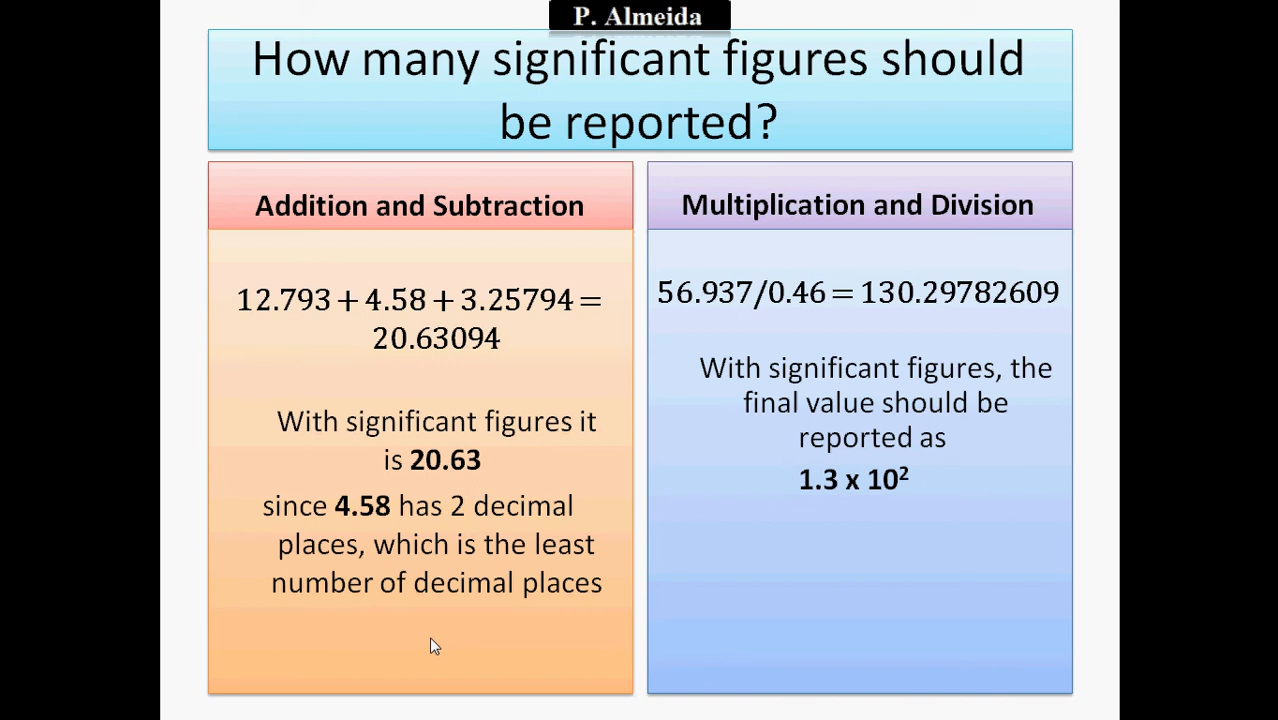 P. Almeida
How many significant figures should
be reported?
Addition and Subtraction
12.793 + 4.58 + 3.25794 =
20.63094
With significant figures it
is 20.63
since 4.58 has 2 decimal
places, which is the least
number of decimal places
Multiplication and Division
56.937/0.46 = 130.29782609
With significant figures, the
final value should be
reported as
1.3 x 10²